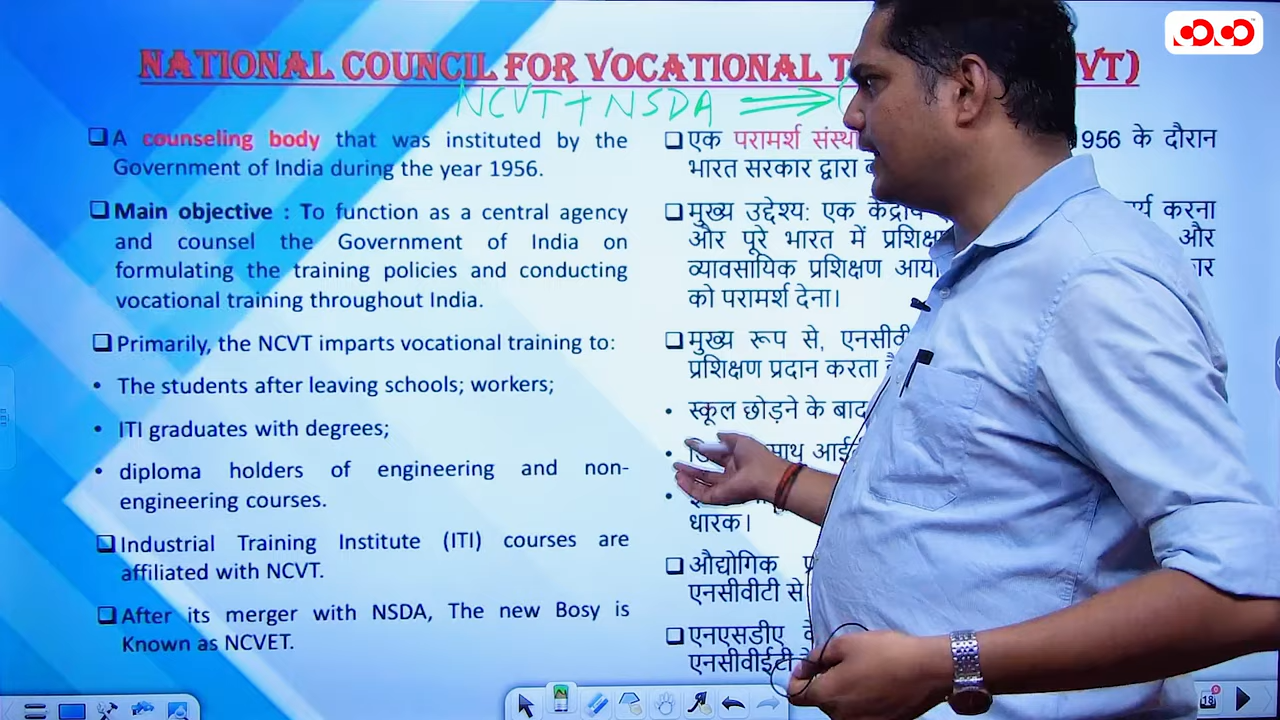 NATIONAL COUNCIL FOR VOCATIONAL T VT)
NCVT + NSDA ⟹
❑ A counseling body that was instituted by the
Government of India during the year 1956.
❑ Main objective : To function as a central agency
and counsel the Government of India on
formulating the training policies and conducting
vocational training throughout India.
❑ Primarily, the NCVT imparts vocational training to:
• The students after leaving schools; workers;
• ITI graduates with degrees;
• diploma holders of engineering and non-
engineering courses.
❑ Industrial Training Institute (ITI) courses are
affiliated with NCVT.
❑ After its merger with NSDA, The new Bosy is
Known as NCVET.
❑ एक परामर्श संस्था 1956 के दौरान
भारत सरकार द्वारा
❑ मुख्य उद्देश्य: एक केंद्रीय करना
और पूरे भारत में और
व्यावसायिक प्रशिक्षण
को परामर्श देना।
❑ मुख्य रूप से,
प्रशिक्षण प्रदान करता
• स्कूल छोड़ने के बाद
• साथ
•
धारक।
❑ औद्योगिक
एनसीवीटी से
❑ एनएसडीए के
एनसीवीईटी
18